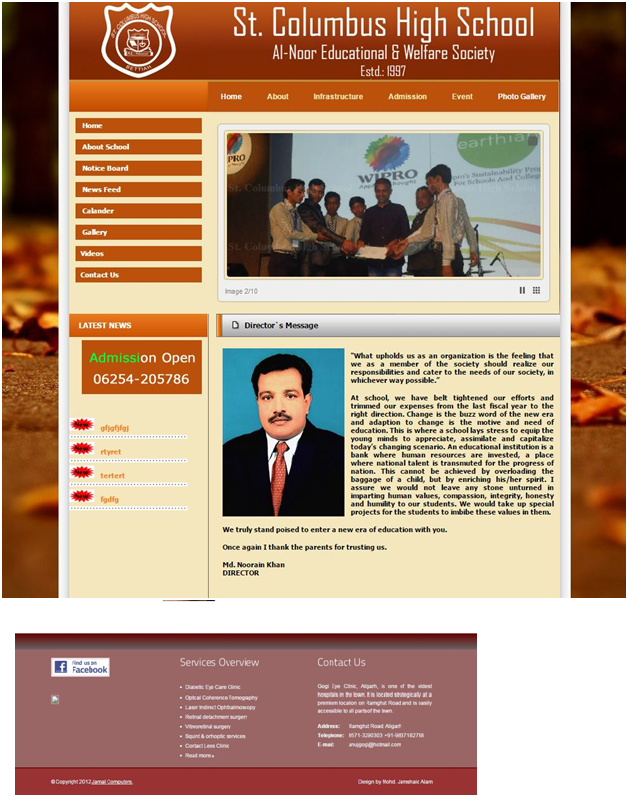 St. Columbus High School
Al-Noor Educational & Welfare Society
Estd.: 1997
BETTIAH
Home About Infrastructure Admission Event Photo Gallery
Home
About School
Notice Board
News Feed
Calander
Gallery
Videos
Contact Us
WIPRO
earthian
WIPRO
St. Columbus High School
Image 2/10
LATEST NEWS
Admission Open
06254-205786
New gfjgfjfgj
New rtyret
New tertert
New fgdfg
Director`s Message
"What upholds us as an organization is the feeling that
we as a member of the society should realize our
responsibilities and cater to the needs of our society, in
whichever way possible."
At school, we have belt tightened our efforts and
trimmed our expenses from the last fiscal year to the
right direction. Change is the buzz word of the new era
and adaption to change is the motive and need of
education. This is where a school lays stress to equip the
young minds to appreciate, assimilate and capitalize
today's changing scenario. An educational institution is a
bank where human resources are invested, a place
where national talent is transmuted for the progress of
nation. This cannot be achieved by overloading the
baggage of a child, but by enriching his/her spirit. I
assure we would not leave any stone unturned in
imparting human values, compassion, integrity, honesty
and humility to our students. We would take up special
projects for the students to imbibe these values in them.
We truly stand poised to enter a new era of education with you.
Once again I thank the parents for trusting us.
Md. Noorain Khan
DIRECTOR
Find us on
Facebook
Services Overview
Diabetic Eye Care Clinic
Optical Coherence Tomography
Laser Indirect Ophthalmoscopy
Retinal detachment surgery
Vitreoretinal surgery
Squint & orthoptic services
Contact Lens Clinic
Read more
Contact Us
Gogi Eye Clinic, Aligarh, is one of the oldest
hospitals in the town. It is located strategically at a
premium location on Ramghat Road and is easily
accessible to all parts of the town.
Address: Ramghat Road Aligarh
Telephone:
E-mail:
©Copyright 2012 Jamal Computers.
Design by Mohd. Jamshaid Alam